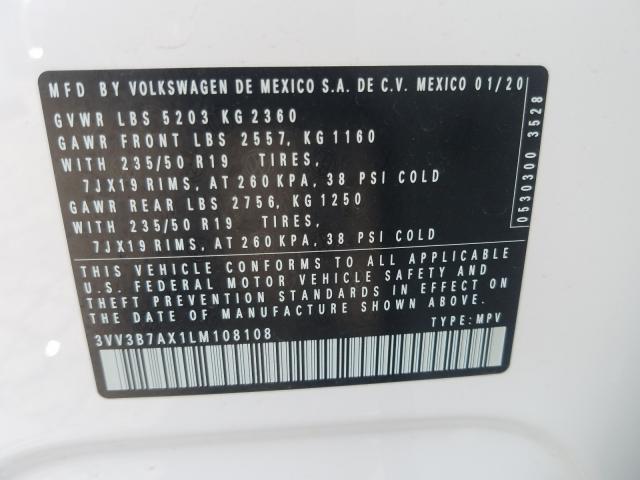 MFD BY VOLKSWAGEN DE MEXICO S.A. DE C.V. MEXICO 01/20
GVWR LBS 5203 KG 2360
GAWR FRONT LBS 2557, KG 1160
WITH 235/50 R19 TIRES,
7JX19 RIMS, AT 260 KPA, 38 PSI COLD
GAWR REAR LBS 2756, KG 1250
WITH 235/50 R19 TIRES,
7JX19 RIMS, AT 260 KPA, 38 PSI COLD
THIS VEHICLE CONFORMS TO ALL APPLICABLE
U.S. FEDERAL MOTOR VEHICLE SAFETY AND
THEFT PREVENTION STANDARDS IN EFFECT ON
THE DATE OF MANUFACTURE SHOWN ABOVE.
3VV3B7AX1LM108108 TYPE: MPV
0530300 3528